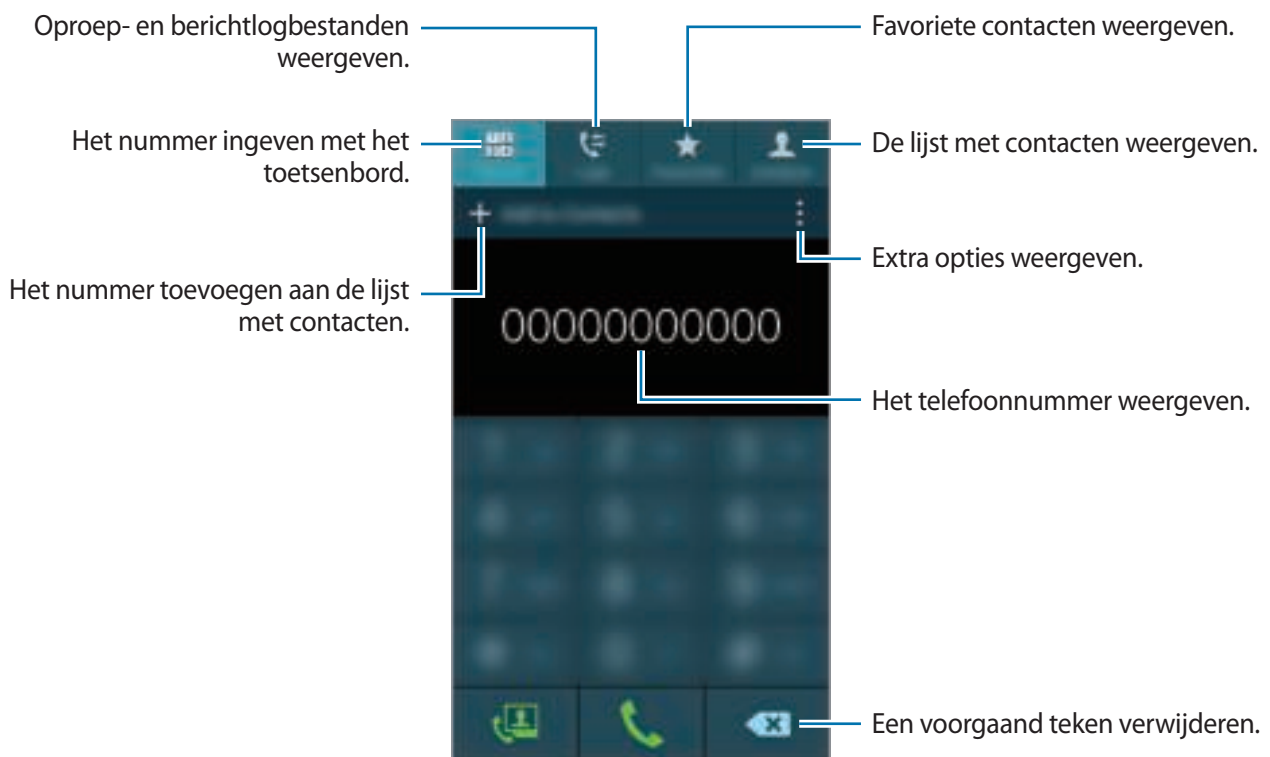 Oproep- en berichtlogbestanden
weergeven.
Favoriete contacten weergeven.
Het nummer ingeven met het
toetsenbord.
De lijst met contacten weergeven.
Extra opties weergeven.
Het nummer toevoegen aan de lijst
met contacten.
00000000000
Het telefoonnummer weergeven.
Een voorgaand teken verwijderen.